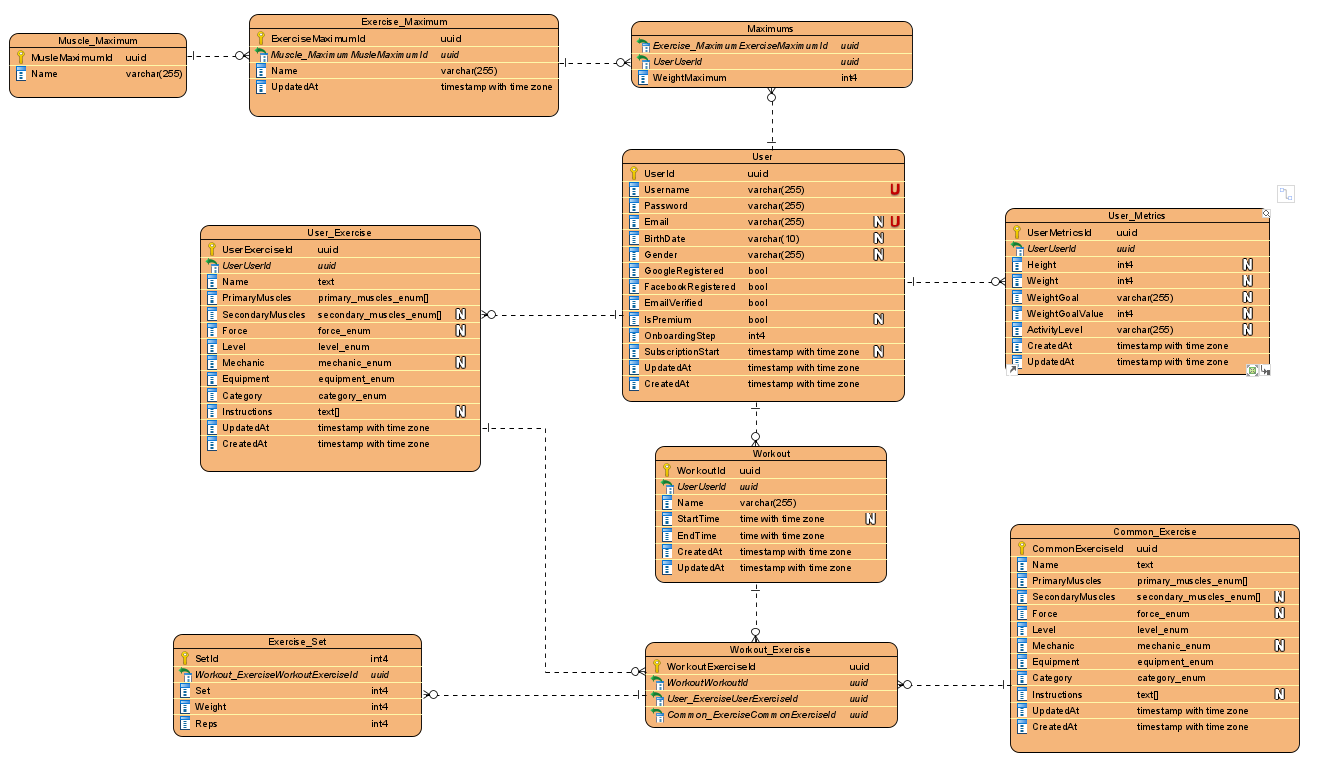 Muscle_Maximum
MusleMaximumId uuid
Name varchar(255)
Exercise_Maximum
ExerciseMaximumId uuid
Muscle_Maximum MusleMaximumId uuid
Name varchar(255)
UpdatedAt timestamp with time zone
Maximums
Exercise_Maximum ExerciseMaximumId uuid
UserUserId uuid
WeightMaximum int4
User
UserId uuid
Username varchar(255) U
Password varchar(255)
Email varchar(255) N U
BirthDate varchar(10) N
Gender varchar(255) N
GoogleRegistered bool
FacebookRegistered bool
EmailVerified bool
IsPremium bool N
OnboardingStep int4
SubscriptionStart timestamp with time zone N
UpdatedAt timestamp with time zone
CreatedAt timestamp with time zone
User_Metrics
UserMetricsId uuid
UserUserId uuid
Height int4 N
Weight int4 N
WeightGoal varchar(255) N
WeightGoalValue int4 N
ActivityLevel varchar(255) N
CreatedAt timestamp with time zone
UpdatedAt timestamp with time zone
User_Exercise
UserExerciseId uuid
UserUserId uuid
Name text
PrimaryMuscles primary_muscles_enum[]
SecondaryMuscles secondary_muscles_enum[] N
Force force_enum N
Level level_enum
Mechanic mechanic_enum N
Equipment equipment_enum
Category category_enum
Instructions text[] N
UpdatedAt timestamp with time zone
CreatedAt timestamp with time zone
Workout
WorkoutId uuid
UserUserId uuid
Name varchar(255)
StartTime time with time zone N
EndTime time with time zone
CreatedAt timestamp with time zone
UpdatedAt timestamp with time zone
Common_Exercise
CommonExerciseId uuid
Name text
PrimaryMuscles primary_muscles_enum[]
SecondaryMuscles secondary_muscles_enum[] N
Force force_enum N
Level level_enum
Mechanic mechanic_enum N
Equipment equipment_enum
Category category_enum
Instructions text[] N
UpdatedAt timestamp with time zone
CreatedAt timestamp with time zone
Exercise_Set
SetId int4
Workout_ExerciseWorkoutExerciseId uuid
Set int4
Weight int4
Reps int4
Workout_Exercise
WorkoutExerciseId uuid
WorkoutWorkoutId uuid
User_ExerciseUserExerciseId uuid
Common_ExerciseCommonExerciseId uuid